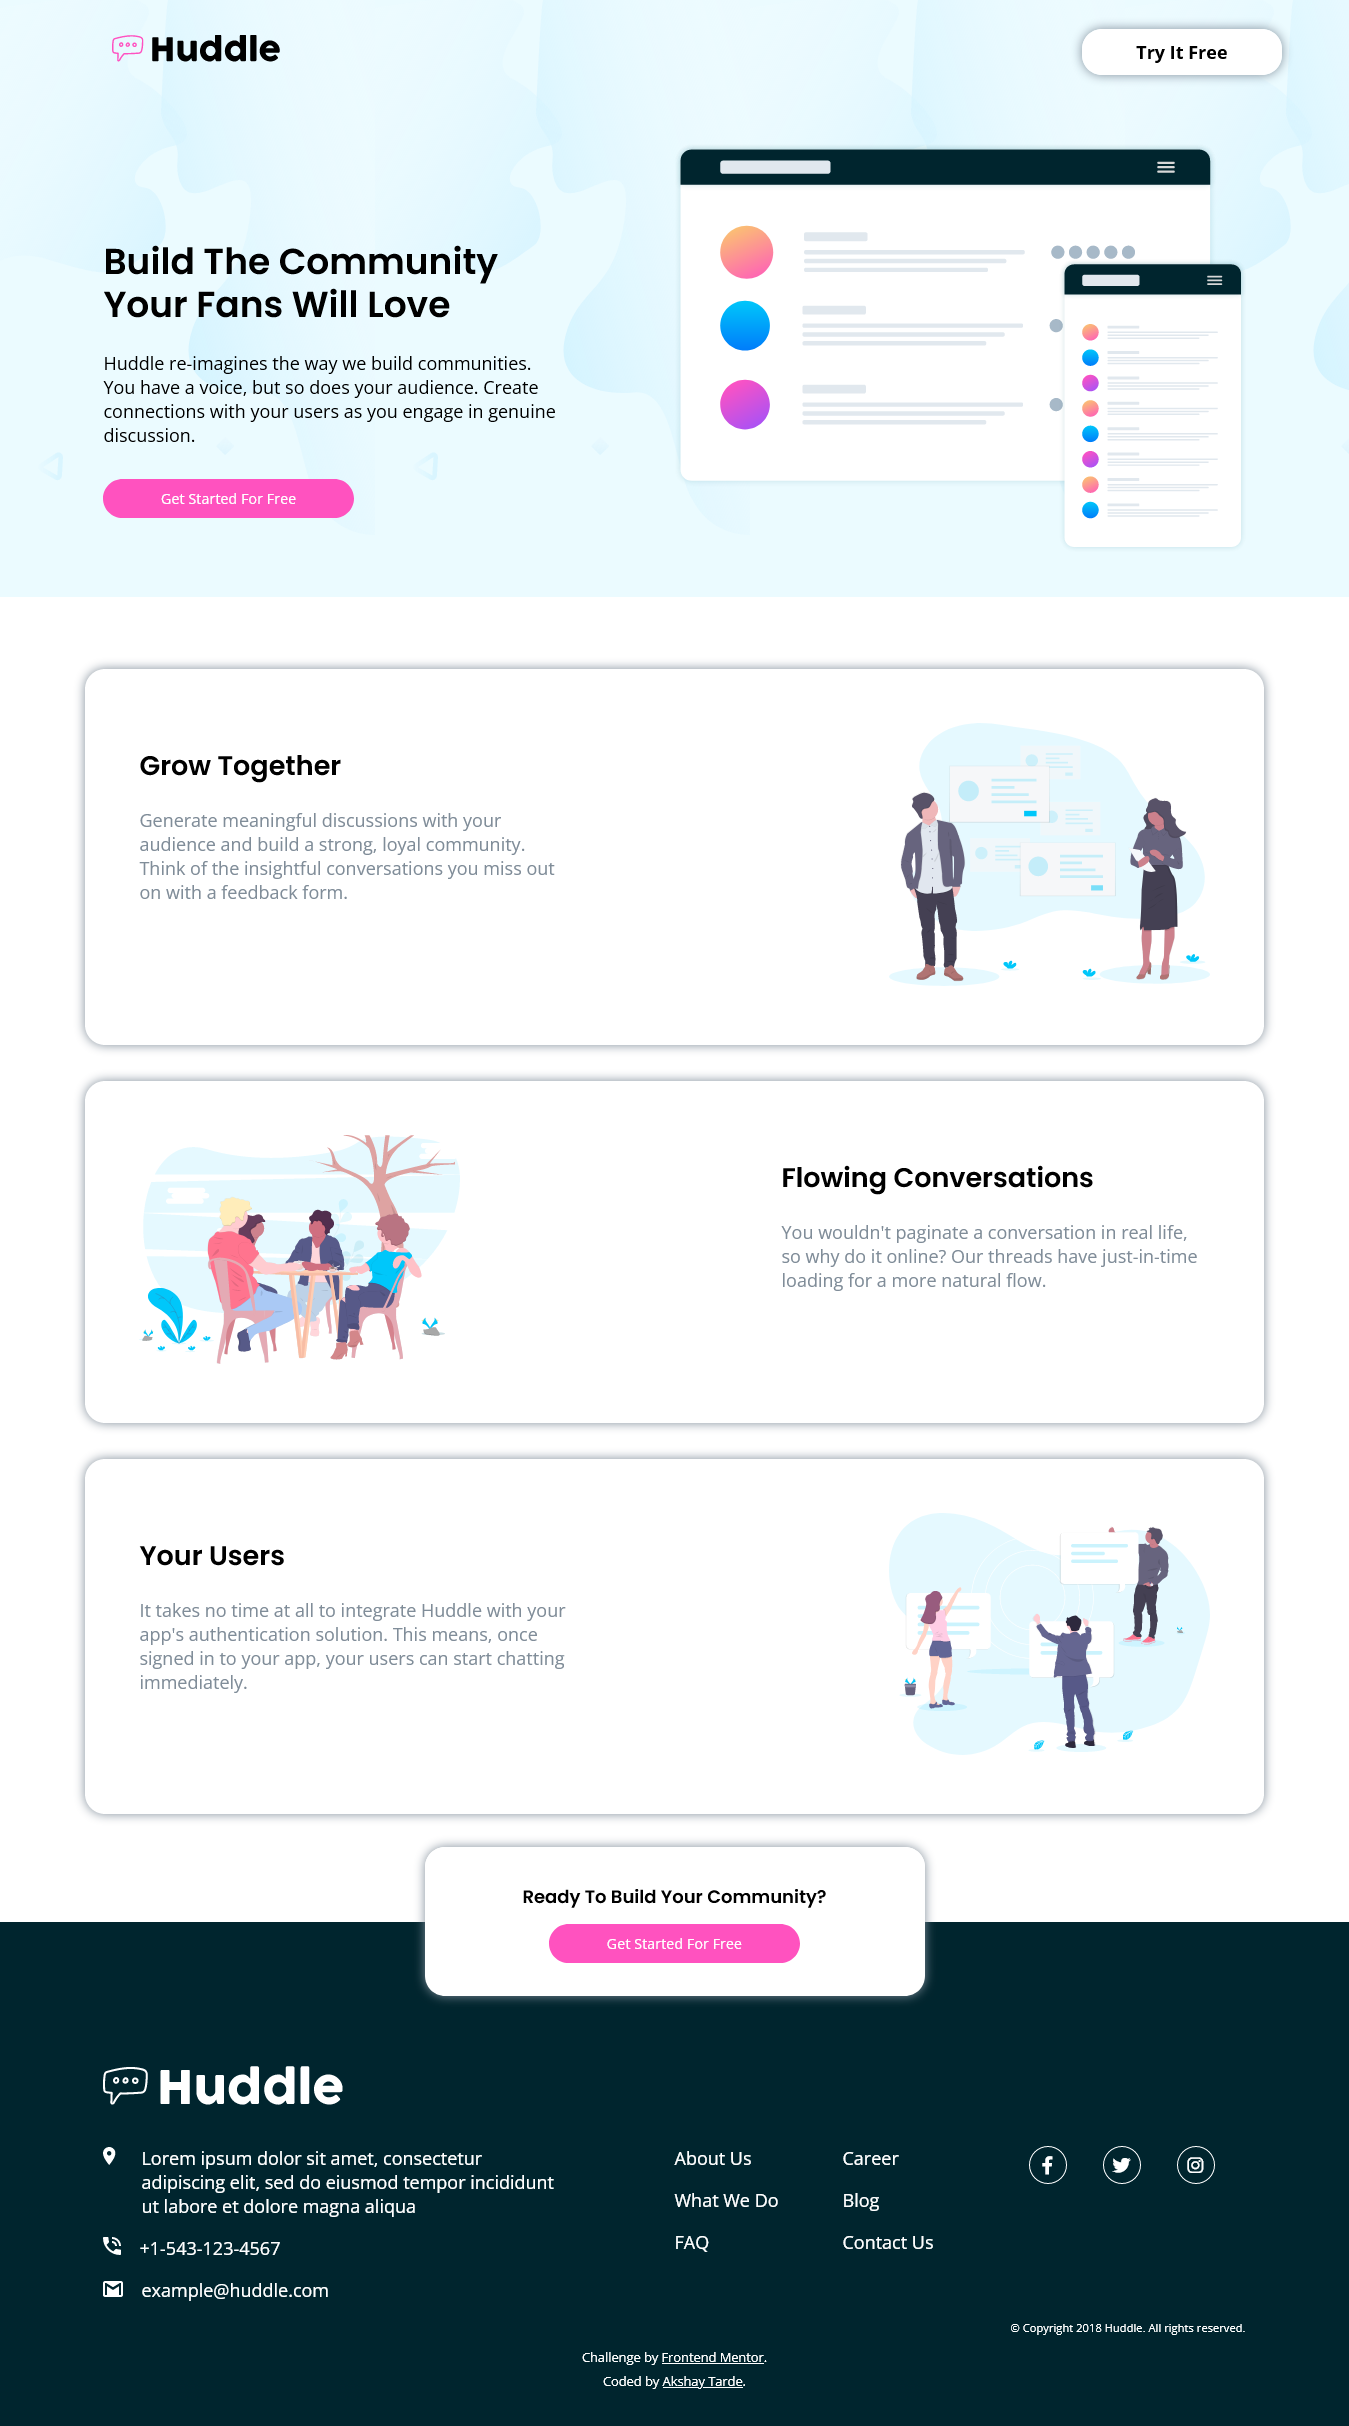 Huddle
Try It Free
Build The Community
Your Fans Will Love
Huddle re-imagines the way we build communities.
You have a voice, but so does your audience. Create
connections with your users as you engage in genuine
discussion.
Get Started For Free
Grow Together
Generate meaningful discussions with your
audience and build a strong, loyal community.
Think of the insightful conversations you miss out
on with a feedback form.
Flowing Conversations
You wouldn't paginate a conversation in real life,
so why do it online? Our threads have just-in-time
loading for a more natural flow.
Your Users
It takes no time at all to integrate Huddle with your
app's authentication solution. This means, once
signed in to your app, your users can start chatting
immediately.
Ready To Build Your Community?
Get Started For Free
Huddle
Lorem ipsum dolor sit amet, consectetur
adipiscing elit, sed do eiusmod tempor incididunt
ut labore et dolore magna aliqua
+1-543-123-4567
example@huddle.com
About Us
What We Do
FAQ
Career
Blog
Contact Us
© Copyright 2018 Huddle. All rights reserved.
Challenge by Frontend Mentor.
Coded by Akshay Tarde.